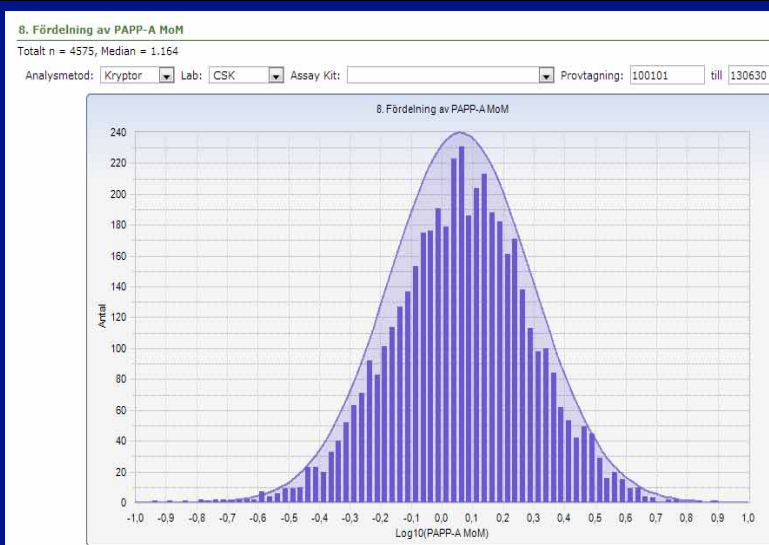 8. Fördelning av PAPP-A MoM
Totalt n = 4575, Median = 1.164
Analysmetod: Kryptor Lab: CSK Assay Kit: Provtagning: 100101 till 130630
8. Fördelning av PAPP-A MoM
240
220
200
180
160
140
120
100
80
60
40
20
0
Antal
-1,0 -0,9 -0,8 -0,7 -0,6 -0,5 -0,4 -0,3 -0,2 -0,1 0,0 0,1 0,2 0,3 0,4 0,5 0,6 0,7 0,8 0,9 1,0
Log10(PAPP-A MoM)